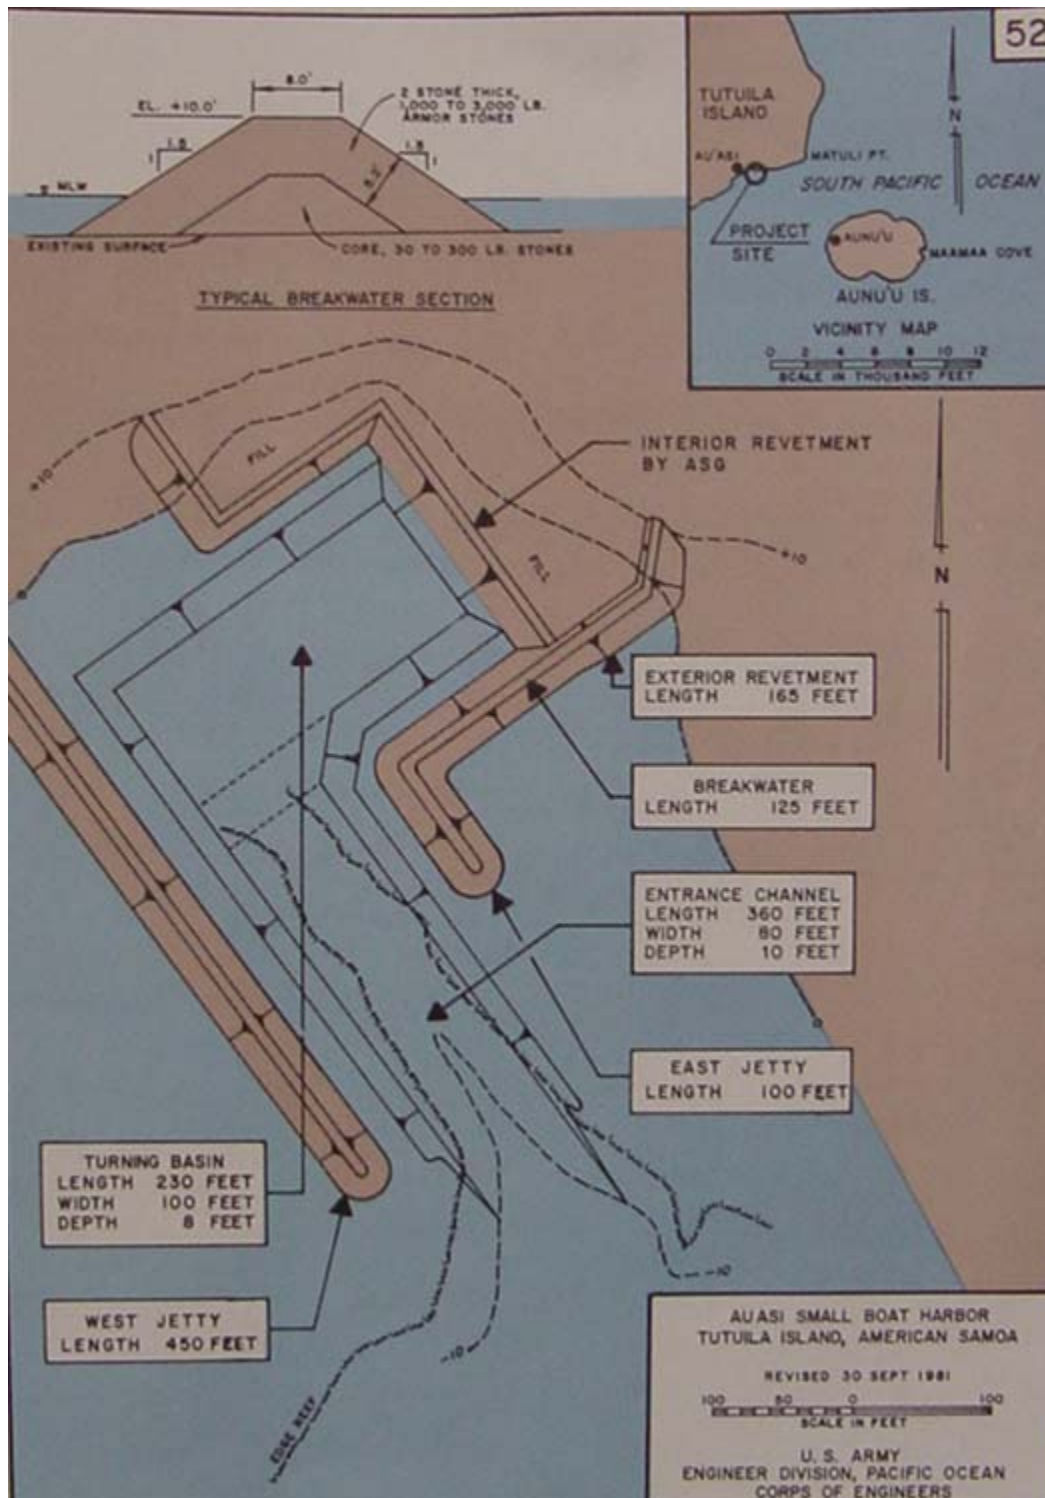 52
8.0'
EL. +10.0'
2 STONE THICK,
1,000 TO 3,000 LB.
ARMOR STONES
1.5
1
1.5
1
MLW
EXISTING SURFACE
CORE, 30 TO 300 LB. STONES
TYPICAL BREAKWATER SECTION
TUTUILA
ISLAND
N
AU'ASI
MATULI PT.
SOUTH PACIFIC OCEAN
PROJECT
SITE
AUNU'U
MAAMAA COVE
AUNU'U IS.
VICINITY MAP
0 2 4 6 8 10 12
SCALE IN THOUSAND FEET
+10
FILL
INTERIOR REVETMENT
BY ASG
FILL
+10
N
EXTERIOR REVETMENT
LENGTH 165 FEET
BREAKWATER
LENGTH 125 FEET
ENTRANCE CHANNEL
LENGTH 360 FEET
WIDTH 80 FEET
DEPTH 10 FEET
EAST JETTY
LENGTH 100 FEET
TURNING BASIN
LENGTH 230 FEET
WIDTH 100 FEET
DEPTH 8 FEET
WEST JETTY
LENGTH 450 FEET
-10
-10
EDGE REEF
AUASI SMALL BOAT HARBOR
TUTUILA ISLAND, AMERICAN SAMOA
REVISED 30 SEPT 1981
100 50 0 100
SCALE IN FEET
U. S. ARMY
ENGINEER DIVISION, PACIFIC OCEAN
CORPS OF ENGINEERS